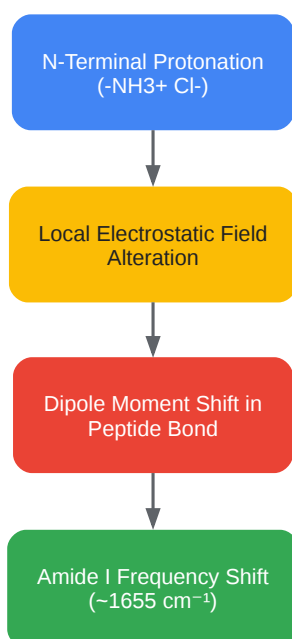 N-Terminal Protonation
(-NH3+ Cl-)
Local Electrostatic Field
Alteration
Dipole Moment Shift in
Peptide Bond
Amide I Frequency Shift
(~1655 cm⁻¹)